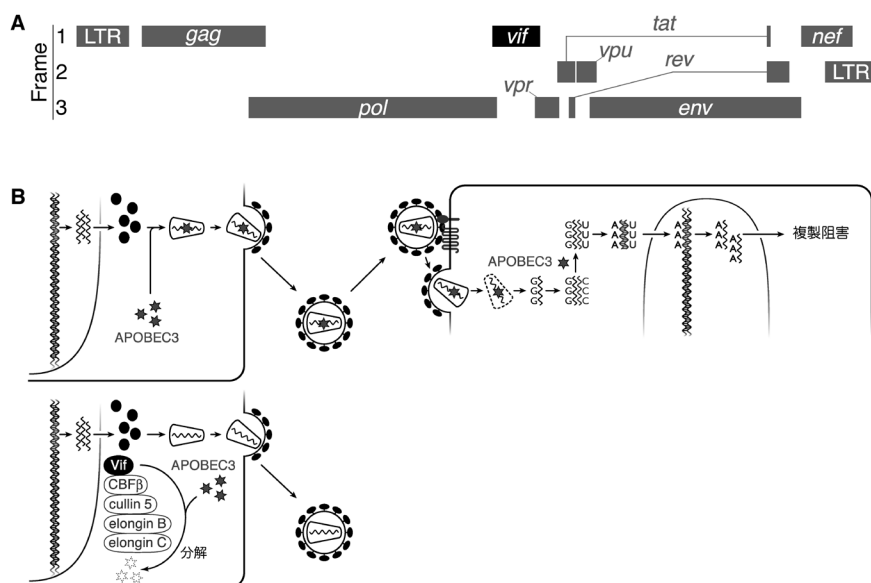 A
Frame
1 LTR gag vif tat nef
2 vpu rev LTR
3 pol vpr env
B
APOBEC3
APOBEC3
G U
G U
G U
A U
A U
A U
G
G
G
G C
G C
G C
A
A
A
A
A
A
A
A
A
複製阻害
Vif
CBFβ
cullin 5
elongin B
elongin C
APOBEC3
分解